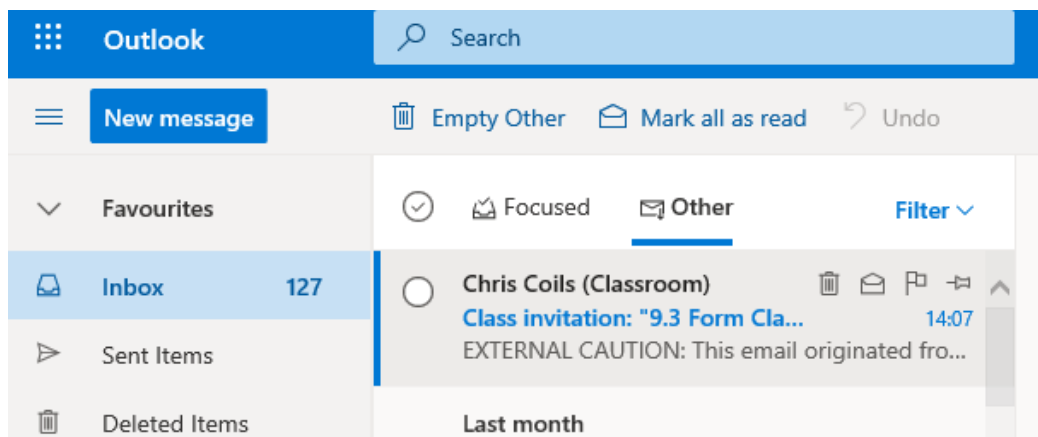 Outlook
Search
New message
Empty Other
Mark all as read
Undo
Favourites
Focused
Other
Filter
Inbox 127
Chris Coils (Classroom)
Class invitation: "9.3 Form Cla... 14:07
Sent Items
EXTERNAL CAUTION: This email originated fro...
Deleted Items
Last month